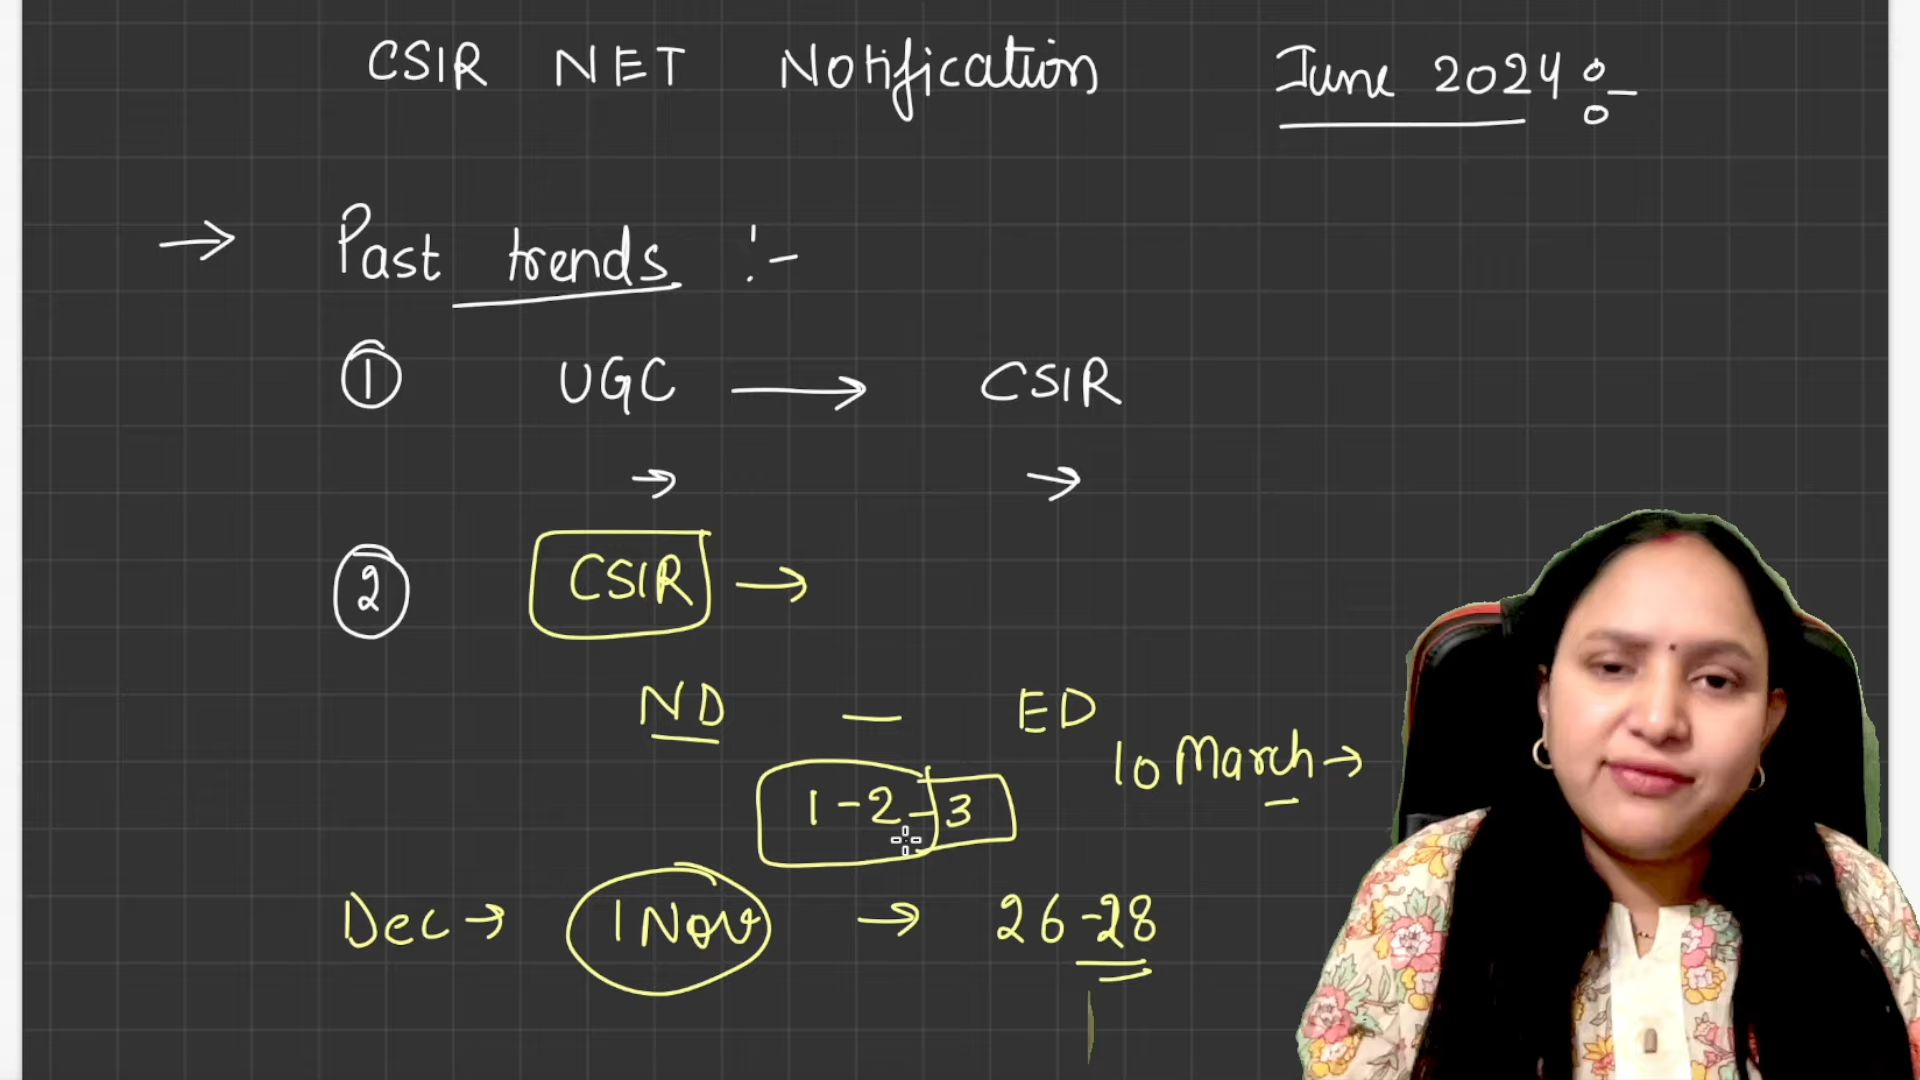 CSIR NET Notification June 2024 :-
→ Past trends :-
① UGC → CSIR
→ →
② CSIR →
ND — ED
10 March →
1-2-3
Dec → 1 Nov → 26-28